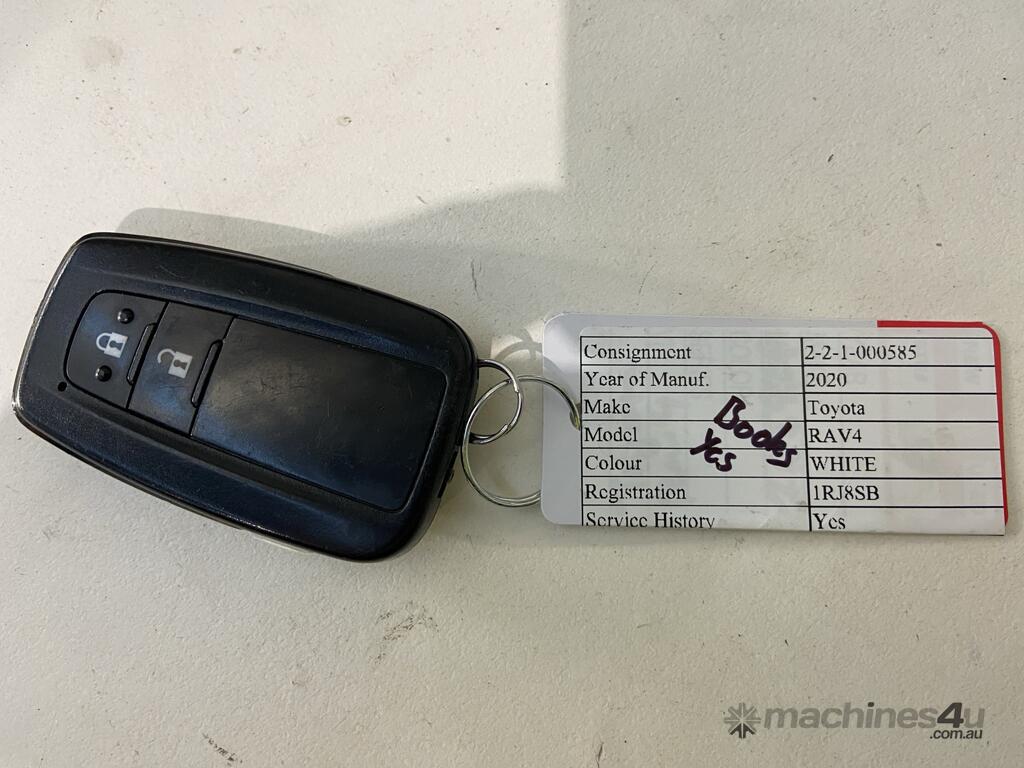 Consignment 2-2-1-000585
Year of Manuf. 2020
Make Toyota
Model RAV4
Colour WHITE
Registration 1RJ8SB
Service History Yes
Books
Yes
machines4u
.com.au